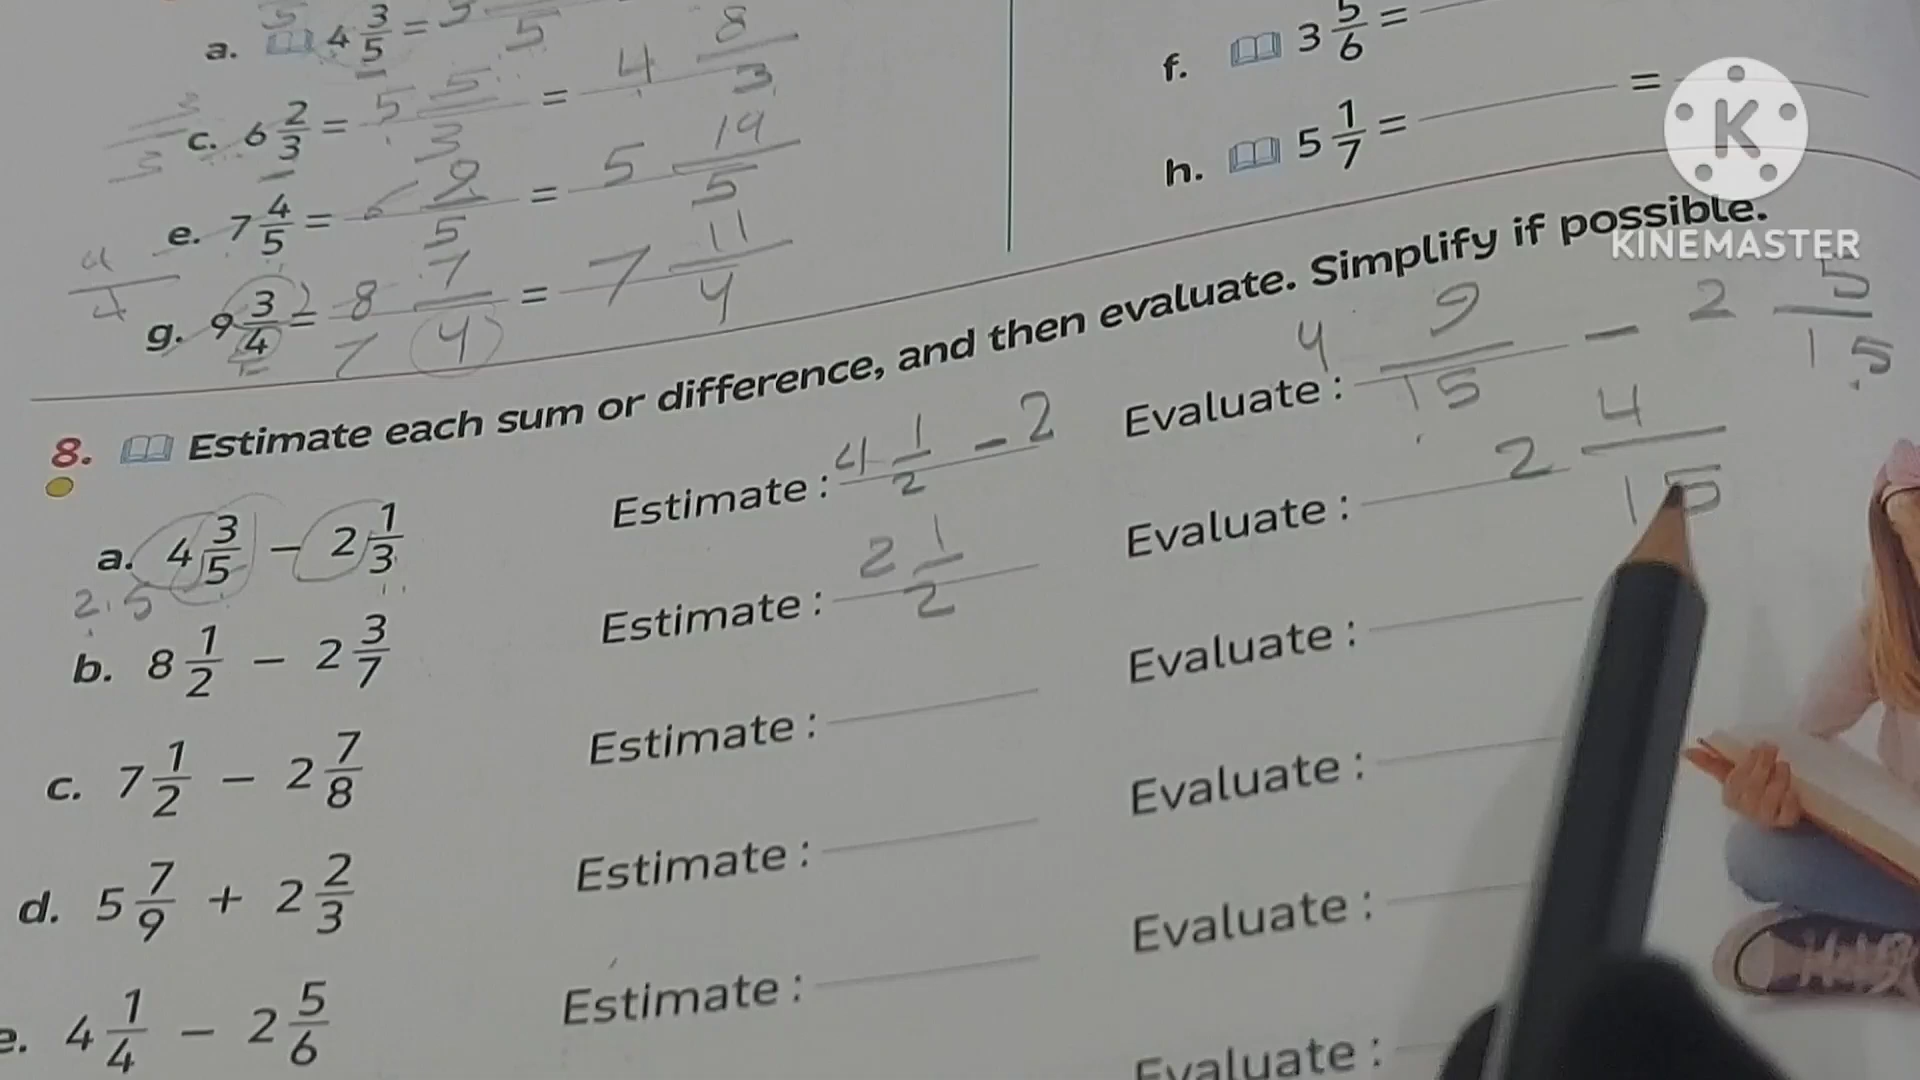 a. 4 3/5 = 
c. 6 2/3 = 5 5/3 = 4 8/3
e. 7 4/5 = 6 9/5 = 5 14/5
g. 9 3/4 = 8 7/4 = 7 11/4
f. 3 5/6 =
h. 5 1/7 = =
KINEMASTER
8. Estimate each sum or difference, and then evaluate. Simplify if possible.
a. 4 3/5 - 2 1/3 Estimate : 4 1/2 - 2 Evaluate : 4 9/15 - 2 5/15
2.5
b. 8 1/2 - 2 3/7 Estimate : 2 1/2 Evaluate : 2 4/15
c. 7 1/2 - 2 7/8 Estimate : Evaluate :
d. 5 7/9 + 2 2/3 Estimate : Evaluate :
e. 4 1/4 - 2 5/6 Estimate : Evaluate :
Evaluate :